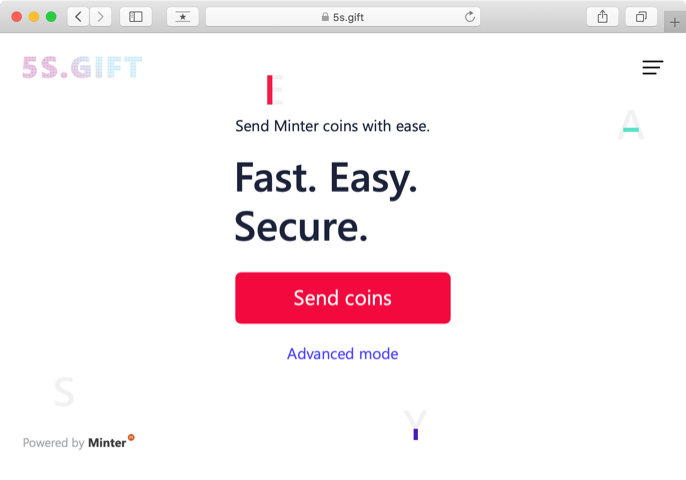 5s.gift
5S.GIFT
E
Send Minter coins with ease.
A
Fast. Easy.
Secure.
Send coins
Advanced mode
S
Y
Powered by Minter